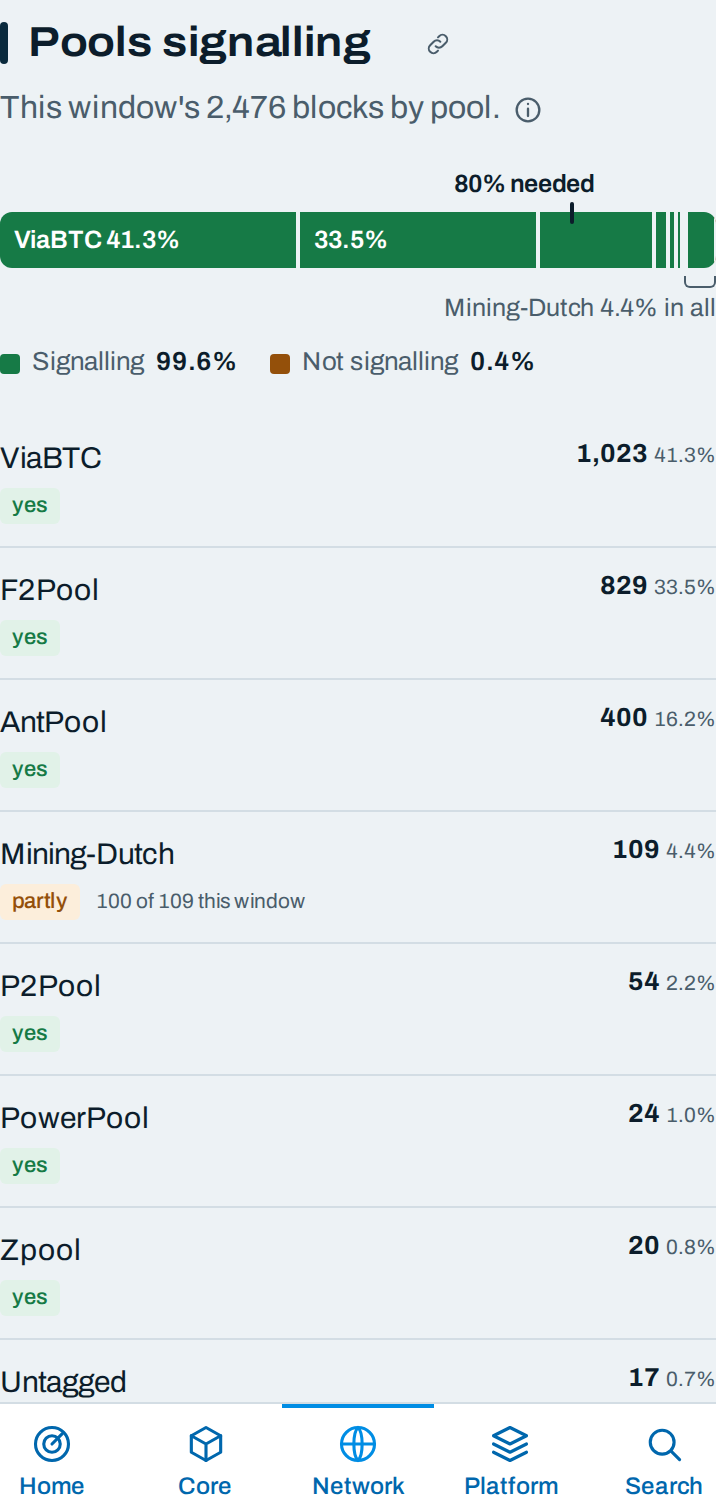 Pools signalling
This window's 2,476 blocks by pool.
80% needed
ViaBTC 41.3% 33.5%
Mining-Dutch 4.4% in all
Signalling 99.6% Not signalling 0.4%
ViaBTC 1,023 41.3%
yes
F2Pool 829 33.5%
yes
AntPool 400 16.2%
yes
Mining-Dutch 109 4.4%
partly 100 of 109 this window
P2Pool 54 2.2%
yes
PowerPool 24 1.0%
yes
Zpool 20 0.8%
yes
Untagged 17 0.7%
Home Core Network Platform Search